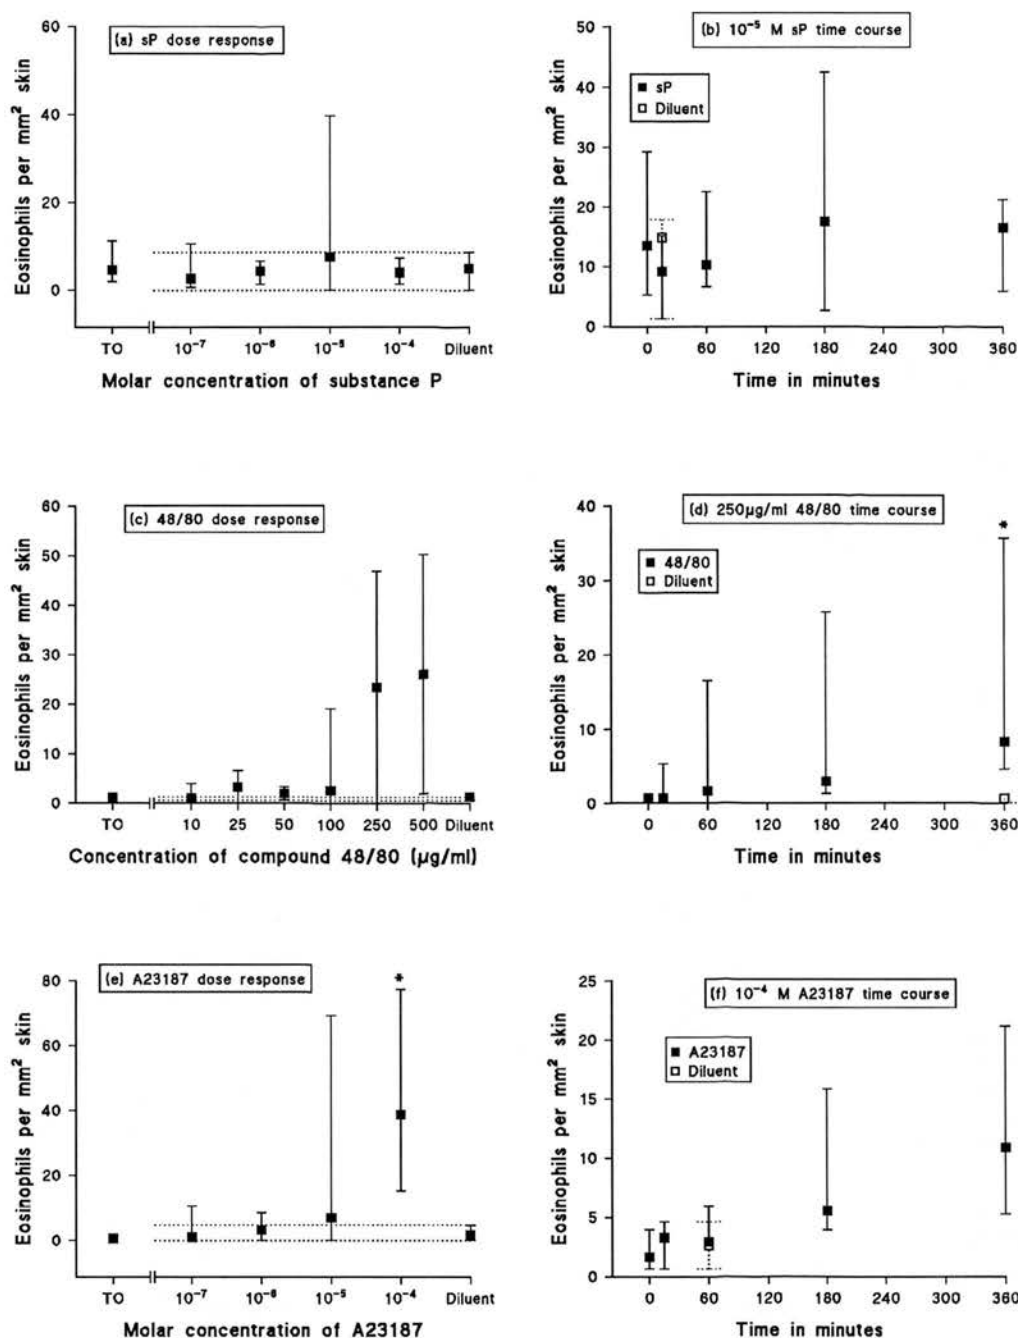 (a) sP dose response
Eosinophils per mm² skin
60
40
20
0
TO 10⁻⁷ 10⁻⁶ 10⁻⁵ 10⁻⁴ Diluent
Molar concentration of substance P
(b) 10⁻⁵ M sP time course
sP
Diluent
Eosinophils per mm² skin
50
40
30
20
10
0
0 60 120 180 240 300 360
Time in minutes
(c) 48/80 dose response
Eosinophils per mm² skin
60
50
40
30
20
10
0
TO 10 25 50 100 250 500 Diluent
Concentration of compound 48/80 (µg/ml)
(d) 250µg/ml 48/80 time course
48/80
Diluent
*
Eosinophils per mm² skin
40
30
20
10
0
0 60 120 180 240 300 360
Time in minutes
(e) A23187 dose response
*
Eosinophils per mm² skin
80
60
40
20
0
TO 10⁻⁷ 10⁻⁶ 10⁻⁵ 10⁻⁴ Diluent
Molar concentration of A23187
(f) 10⁻⁴ M A23187 time course
A23187
Diluent
Eosinophils per mm² skin
25
20
15
10
5
0
0 60 120 180 240 300 360
Time in minutes